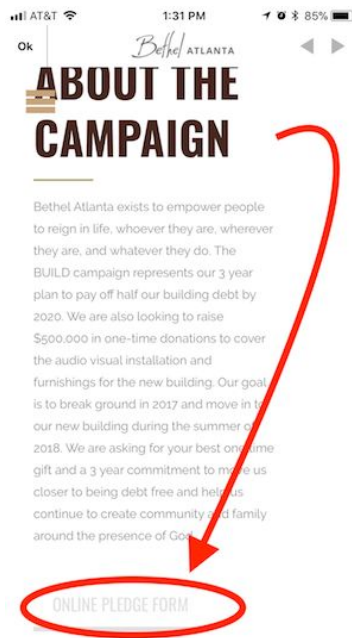 AT&T 1:31 PM 85%
Ok Bethel ATLANTA
ABOUT THE
CAMPAIGN
Bethel Atlanta exists to empower people
to reign in life, whoever they are, wherever
they are, and whatever they do. The
BUILD campaign represents our 3 year
plan to pay off half our building debt by
2020. We are also looking to raise
$500,000 in one-time donations to cover
the audio visual installation and
furnishings for the new building. Our goal
is to break ground in 2017 and move in to
our new building during the summer of
2018. We are asking for your best one time
gift and a 3 year commitment to move us
closer to being debt free and help us
continue to create community and family
around the presence of God.
ONLINE PLEDGE FORM